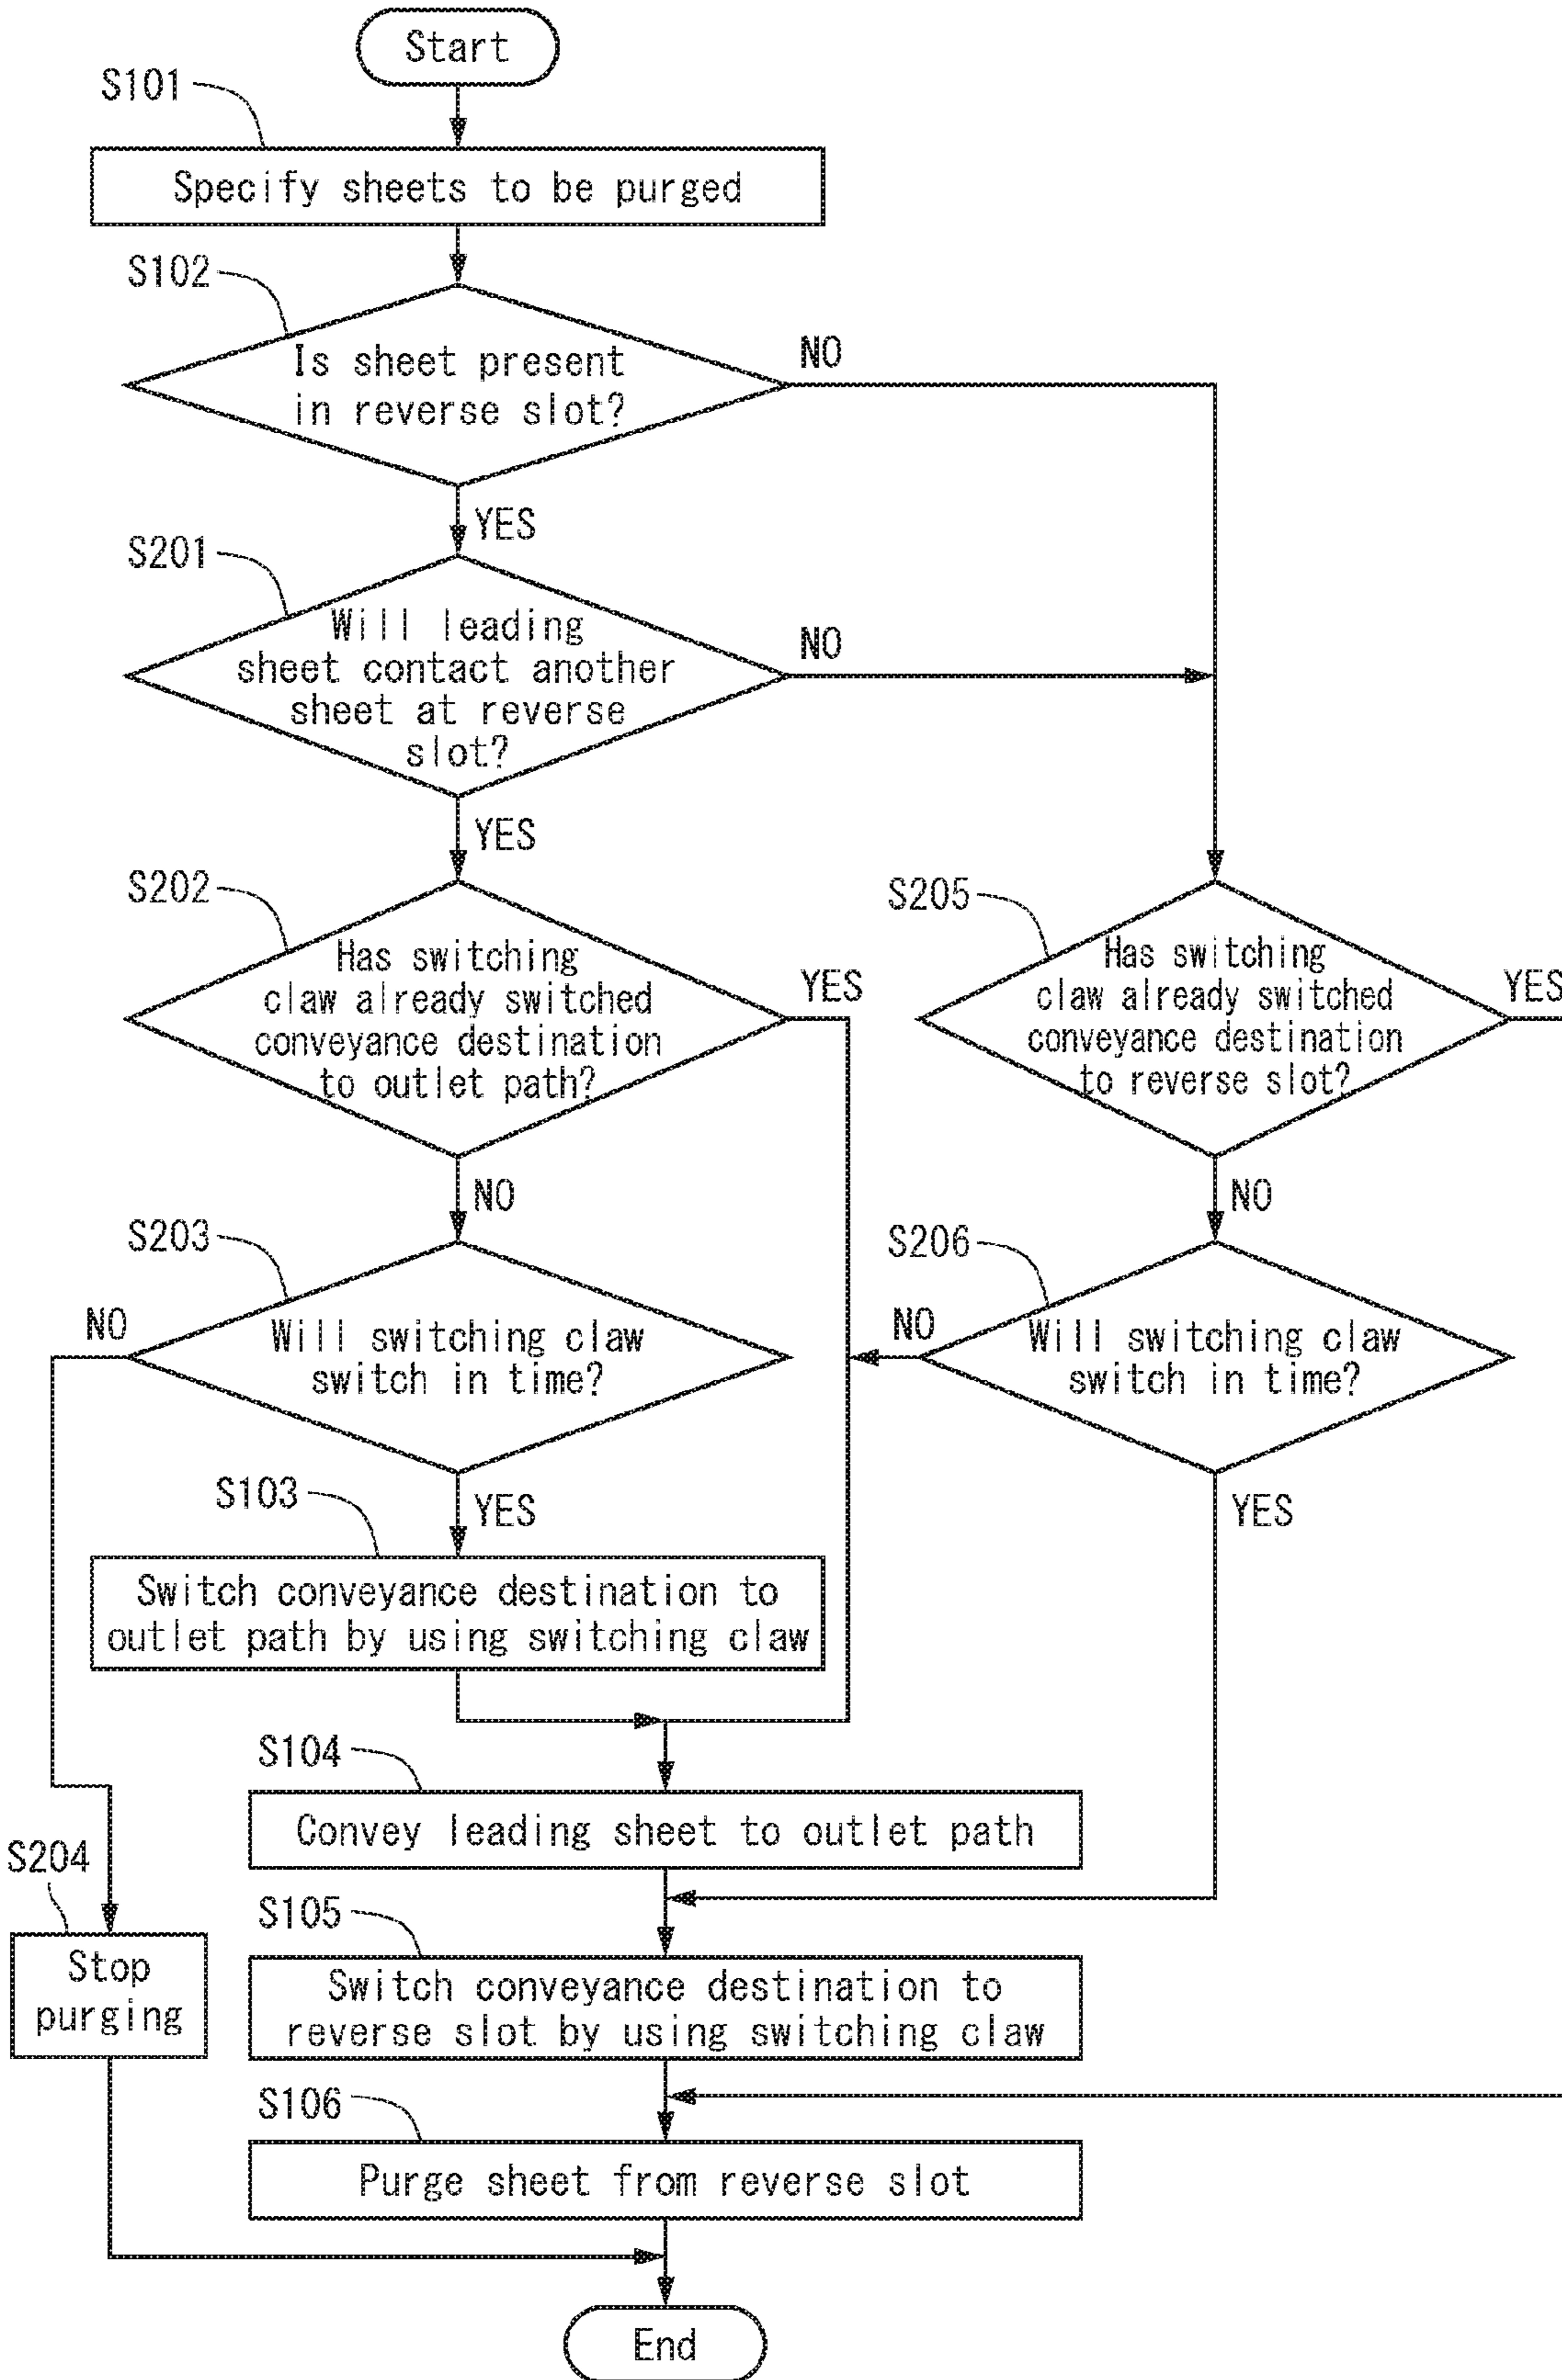 Start
S101
Specify sheets to be purged
S102
Is sheet present
in reverse slot?
NO
YES
S201
Will leading
sheet contact another
sheet at reverse
slot?
NO
YES
S202
Has switching
claw already switched
conveyance destination
to outlet path?
YES
S205
Has switching
claw already switched
conveyance destination
to reverse slot?
YES
NO
NO
S203
Will switching claw
switch in time?
NO
S206
Will switching claw
switch in time?
NO
YES
YES
S103
Switch conveyance destination to
outlet path by using switching claw
S104
Convey leading sheet to outlet path
S204
Stop
purging
S105
Switch conveyance destination to
reverse slot by using switching claw
S106
Purge sheet from reverse slot
End